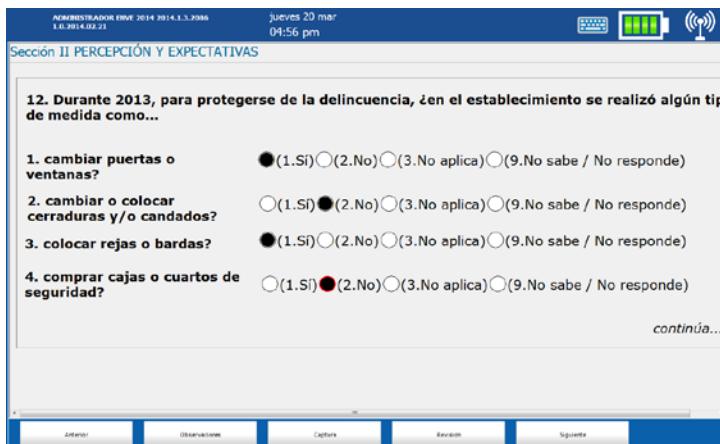 ADMINISTRADOR ENVE 2014 2014.1.3.2086
1.0.2014.02.21
jueves 20 mar
04:56 pm
Sección II PERCEPCIÓN Y EXPECTATIVAS
12. Durante 2013, para protegerse de la delincuencia, ¿en el establecimiento se realizó algún tip
de medida como...
1. cambiar puertas o
ventanas?
(1.Sí) (2.No) (3.No aplica) (9.No sabe / No responde)
2. cambiar o colocar
cerraduras y/o candados?
(1.Sí) (2.No) (3.No aplica) (9.No sabe / No responde)
3. colocar rejas o bardas?
(1.Sí) (2.No) (3.No aplica) (9.No sabe / No responde)
4. comprar cajas o cuartos de
seguridad?
(1.Sí) (2.No) (3.No aplica) (9.No sabe / No responde)
continúa...
Anterior
Observaciones
Captura
Revisión
Siguiente